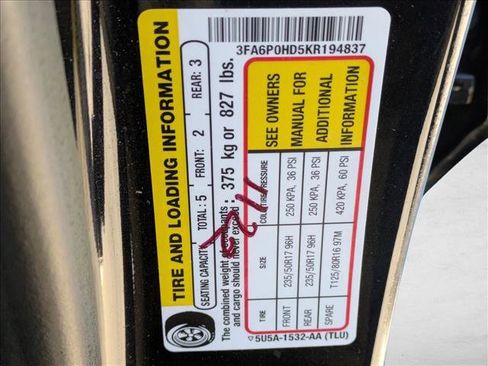 3FA6P0HD5KR194837
TIRE AND LOADING INFORMATION
SEATING CAPACITY TOTAL: 5 FRONT: 2 REAR: 3
The combined weight of occupants
and cargo should never exceed: 375 kg or 827 lbs.
TIRE SIZE COLD TIRE PRESSURE
FRONT 235/50R17 96H 250 KPA, 36 PSI
REAR 235/50R17 96H 250 KPA, 36 PSI
SPARE T125/80R16 97M 420 KPA, 60 PSI
SEE OWNERS
MANUAL FOR
ADDITIONAL
INFORMATION
5U5A-1532-AA (TLU)